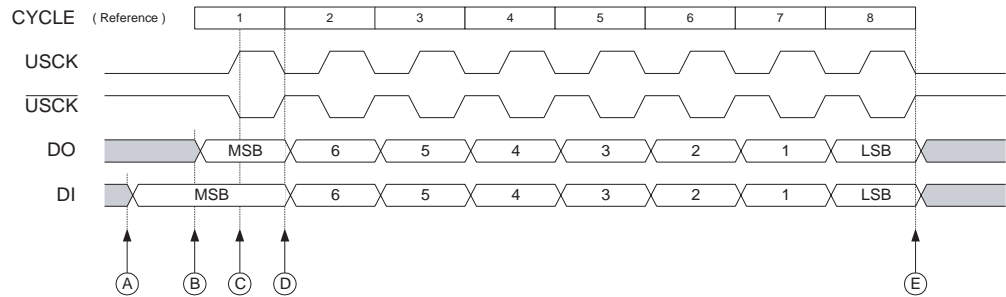 CYCLE ( Reference ) 1 2 3 4 5 6 7 8
USCK
USCK
DO MSB 6 5 4 3 2 1 LSB
DI MSB 6 5 4 3 2 1 LSB
A B C D E